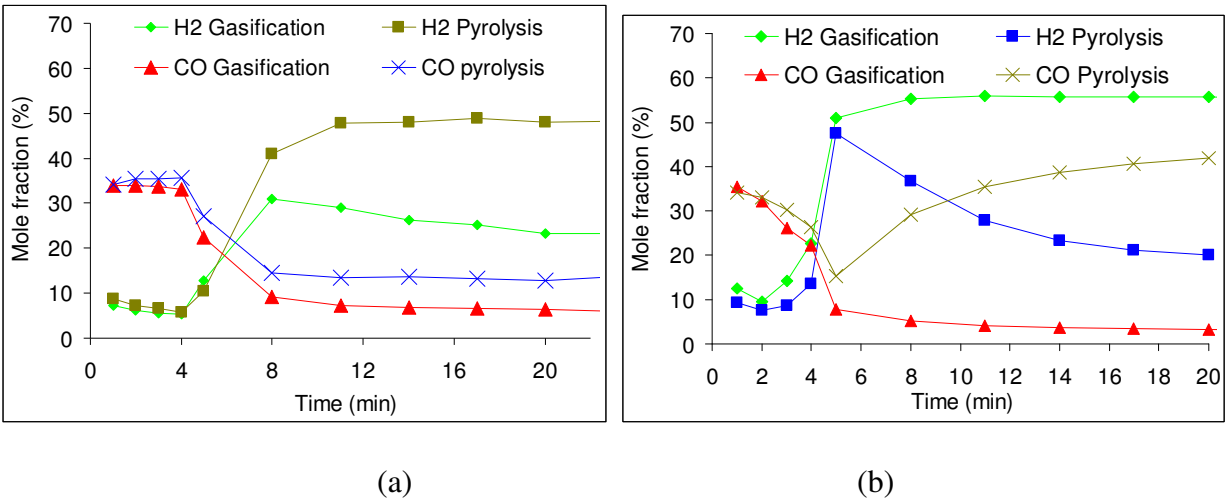 H2 Gasification
H2 Pyrolysis
CO Gasification
CO pyrolysis
Mole fraction (%)
70
60
50
40
30
20
10
0
0 4 8 12 16 20
Time (min)
(a)
H2 Gasification
H2 Pyrolysis
CO Gasification
CO Pyrolysis
Mole fraction (%)
70
60
50
40
30
20
10
0
0 2 4 6 8 10 12 14 16 18 20
Time (min)
(b)